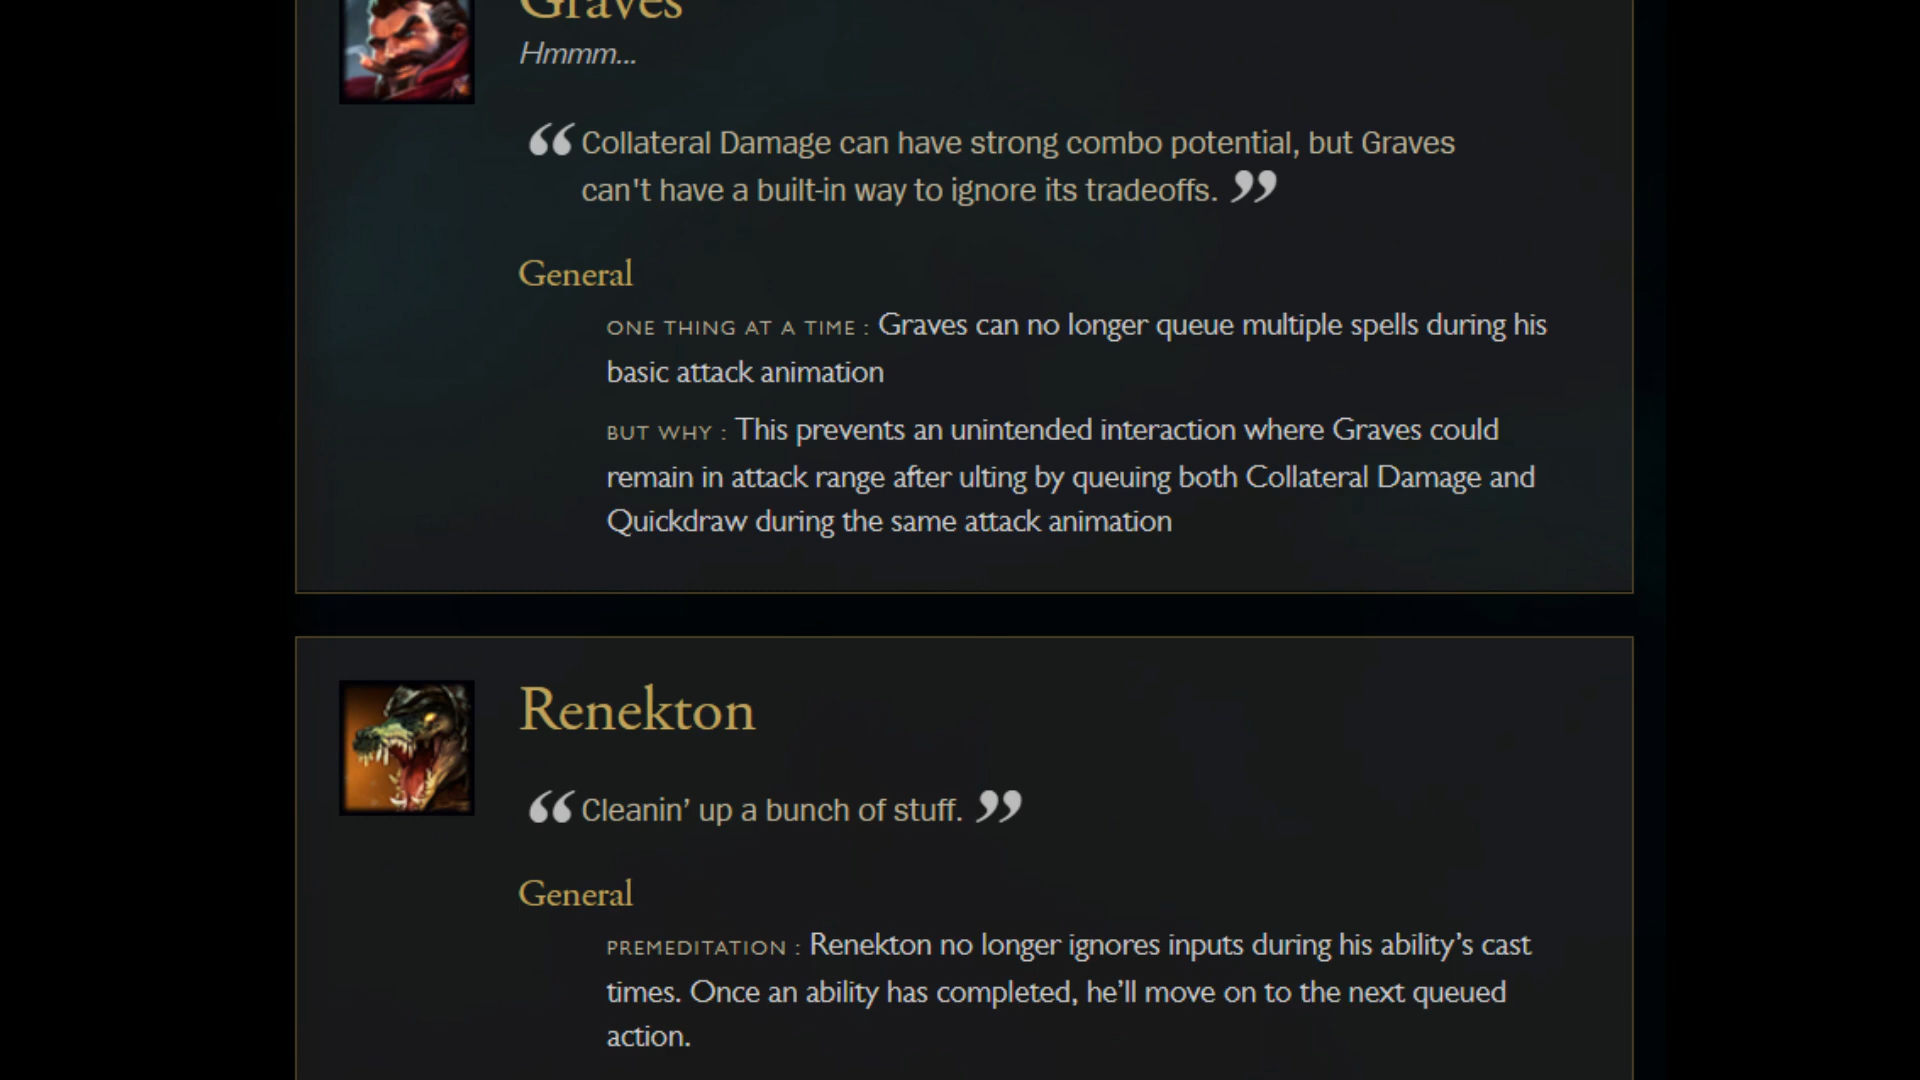 Graves
Hmmm...
“ Collateral Damage can have strong combo potential, but Graves
can't have a built-in way to ignore its tradeoffs. ”
General
ONE THING AT A TIME : Graves can no longer queue multiple spells during his
basic attack animation
BUT WHY : This prevents an unintended interaction where Graves could
remain in attack range after ulting by queuing both Collateral Damage and
Quickdraw during the same attack animation
Renekton
“ Cleanin’ up a bunch of stuff. ”
General
PREMEDITATION : Renekton no longer ignores inputs during his ability’s cast
times. Once an ability has completed, he’ll move on to the next queued
action.